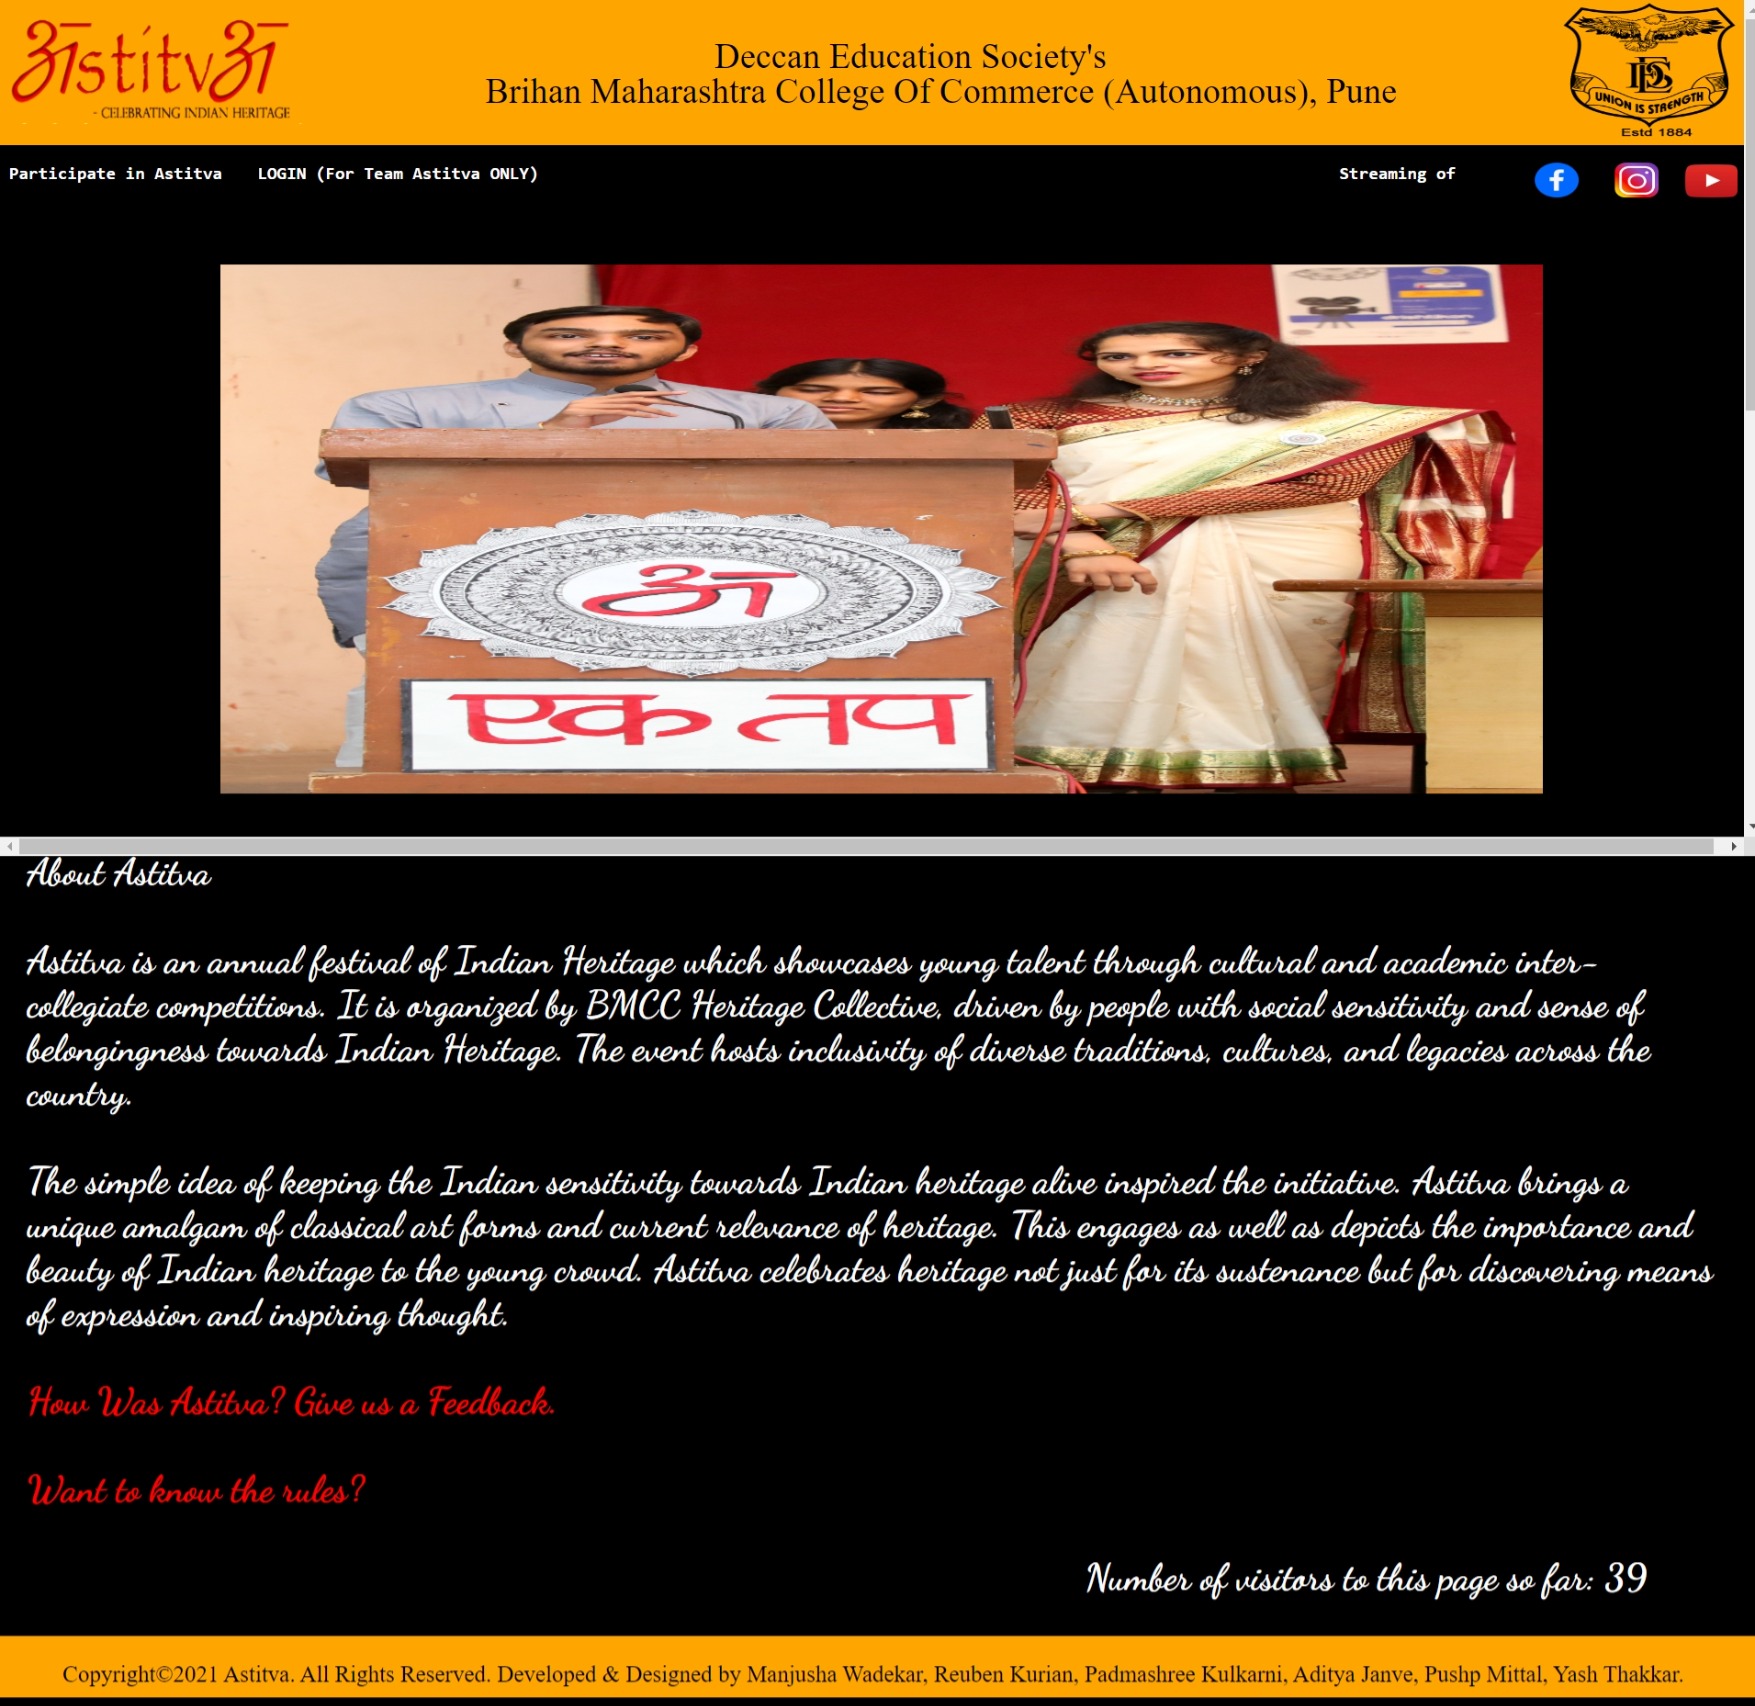 अstitvअ
- CELEBRATING INDIAN HERITAGE
Deccan Education Society's
Brihan Maharashtra College Of Commerce (Autonomous), Pune
DES
UNION IS STRENGTH
Estd 1884
Participate in Astitva LOGIN (For Team Astitva ONLY) Streaming of
अ
एक तप
About Astitva
Astitva is an annual festival of Indian Heritage which showcases young talent through cultural and academic inter-
collegiate competitions. It is organized by BMCC Heritage Collective, driven by people with social sensitivity and sense of
belongingness towards Indian Heritage. The event hosts inclusivity of diverse traditions, cultures, and legacies across the
country.
The simple idea of keeping the Indian sensitivity towards Indian heritage alive inspired the initiative. Astitva brings a
unique amalgam of classical art forms and current relevance of heritage. This engages as well as depicts the importance and
beauty of Indian heritage to the young crowd. Astitva celebrates heritage not just for its sustenance but for discovering means
of expression and inspiring thought.
How Was Astitva? Give us a Feedback.
Want to know the rules?
Number of visitors to this page so far: 39
Copyright©2021 Astitva. All Rights Reserved. Developed & Designed by Manjusha Wadekar, Reuben Kurian, Padmashree Kulkarni, Aditya Janve, Pushp Mittal, Yash Thakkar.